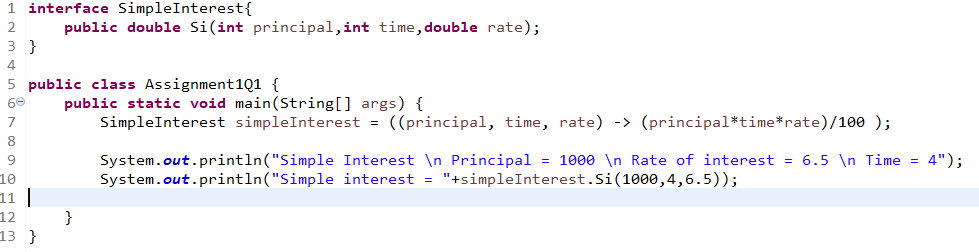 1 interface SimpleInterest{
2     public double Si(int principal,int time,double rate);
3 }
4
5 public class Assignment1Q1 {
6     public static void main(String[] args) {
7         SimpleInterest simpleInterest = ((principal, time, rate) -> (principal*time*rate)/100 );
8
9         System.out.println("Simple Interest \n Principal = 1000 \n Rate of interest = 6.5 \n Time = 4");
10         System.out.println("Simple interest = "+simpleInterest.Si(1000,4,6.5));
11
12     }
13 }